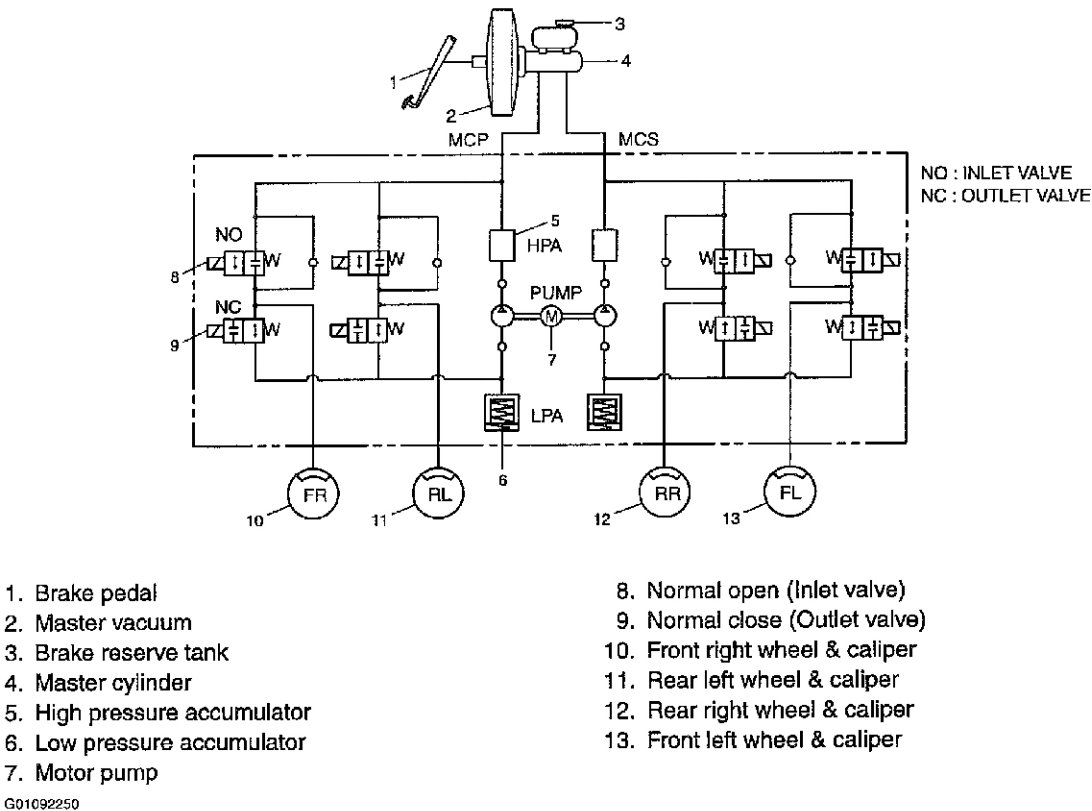 3
1
4
2
MCP
MCS
NO : INLET VALVE
NC : OUTLET VALVE
5
NO
W
W
HPA
W
W
8
NC
PUMP
W
W
M
W
W
9
7
LPA
FR
RL
6
RR
FL
10
11
12
13
1. Brake pedal
2. Master vacuum
3. Brake reserve tank
4. Master cylinder
5. High pressure accumulator
6. Low pressure accumulator
7. Motor pump
8. Normal open (Inlet valve)
9. Normal close (Outlet valve)
10. Front right wheel & caliper
11. Rear left wheel & caliper
12. Rear right wheel & caliper
13. Front left wheel & caliper
G01092250